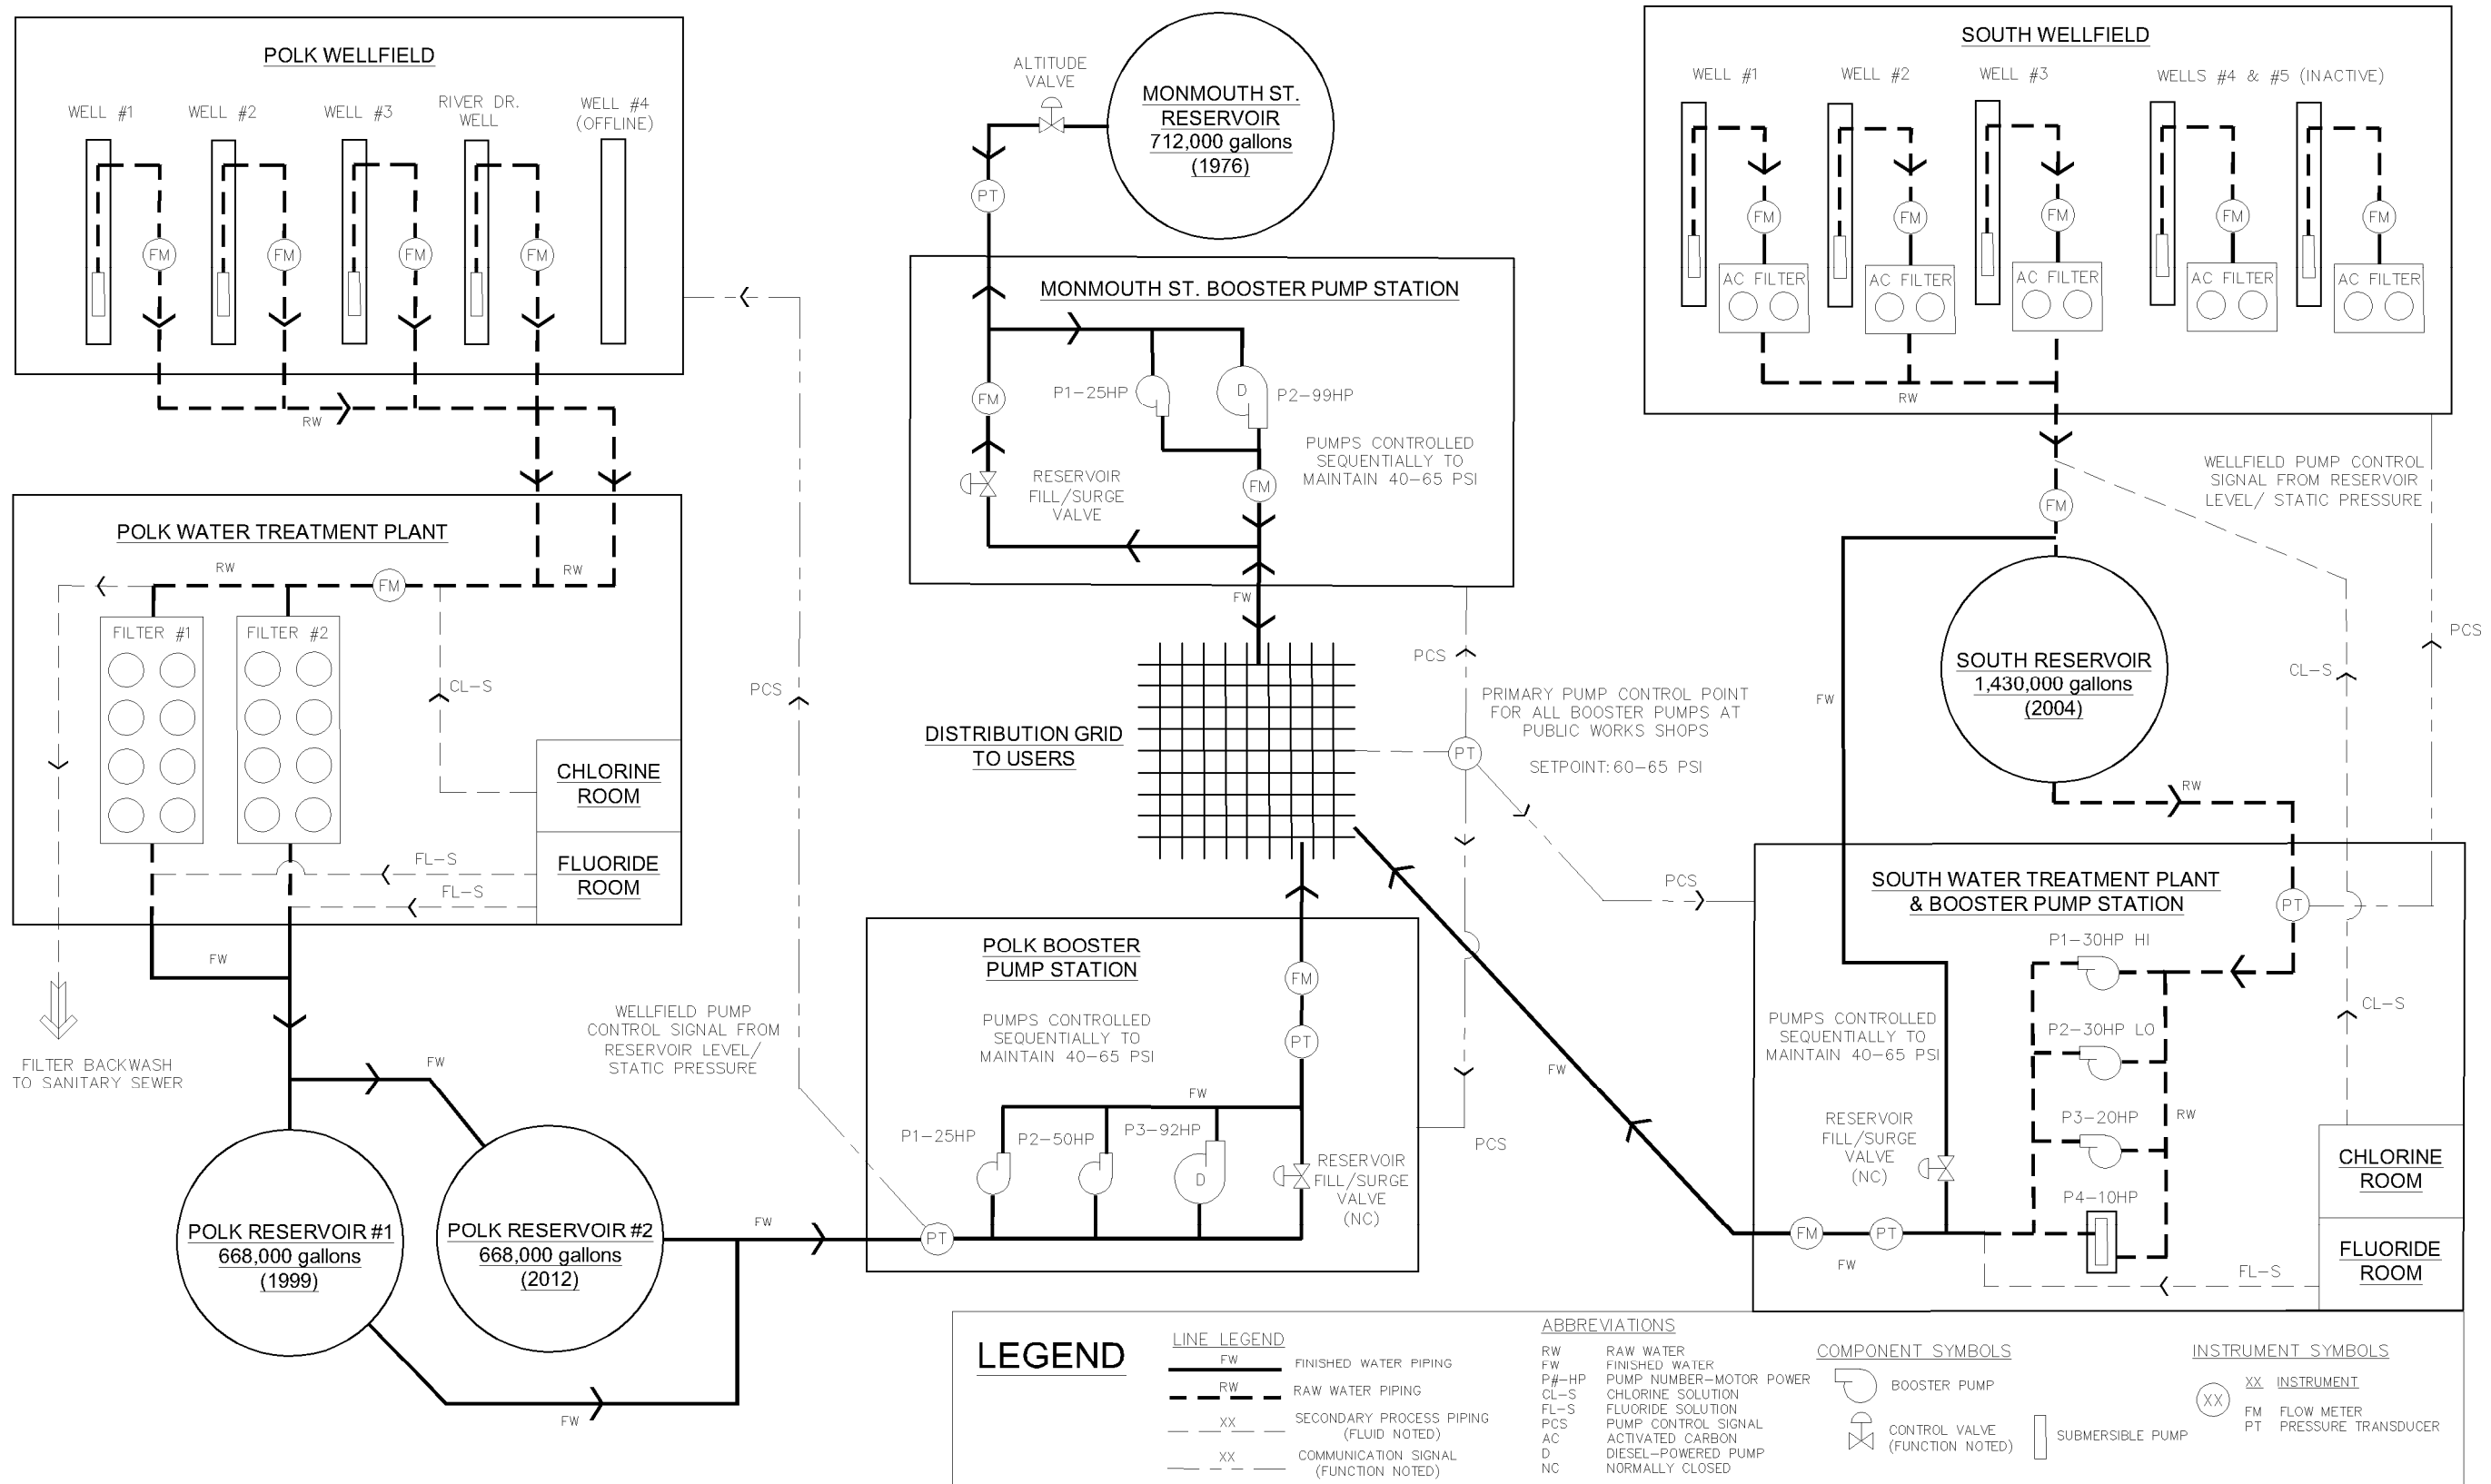 POLK WELLFIELD
WELL #1
WELL #2
WELL #3
RIVER DR.
WELL
WELL #4
(OFFLINE)
FM
FM
FM
FM
RW
ALTITUDE
VALVE
MONMOUTH ST.
RESERVOIR
712,000 gallons
(1976)
PT
MONMOUTH ST. BOOSTER PUMP STATION
P1-25HP
D
P2-99HP
FM
PUMPS CONTROLLED
SEQUENTIALLY TO
MAINTAIN 40-65 PSI
RESERVOIR
FILL/SURGE
VALVE
FM
FW
SOUTH WELLFIELD
WELL #1
WELL #2
WELL #3
WELLS #4 & #5 (INACTIVE)
FM
FM
FM
FM
FM
AC FILTER
AC FILTER
AC FILTER
AC FILTER
AC FILTER
RW
WELLFIELD PUMP CONTROL
SIGNAL FROM RESERVOIR
LEVEL/ STATIC PRESSURE
FM
POLK WATER TREATMENT PLANT
RW
FM
RW
FILTER #1
FILTER #2
CL-S
CHLORINE
ROOM
FLUORIDE
ROOM
FL-S
FL-S
FW
FILTER BACKWASH
TO SANITARY SEWER
FW
PCS
WELLFIELD PUMP
CONTROL SIGNAL FROM
RESERVOIR LEVEL/
STATIC PRESSURE
POLK RESERVOIR #1
668,000 gallons
(1999)
POLK RESERVOIR #2
668,000 gallons
(2012)
FW
FW
DISTRIBUTION GRID
TO USERS
PCS
PT
PRIMARY PUMP CONTROL POINT
FOR ALL BOOSTER PUMPS AT
PUBLIC WORKS SHOPS
SETPOINT: 60-65 PSI
PCS
POLK BOOSTER
PUMP STATION
FM
PT
PUMPS CONTROLLED
SEQUENTIALLY TO
MAINTAIN 40-65 PSI
FW
P1-25HP
P2-50HP
P3-92HP
D
PT
RESERVOIR
FILL/SURGE
VALVE
(NC)
PCS
FW
FW
SOUTH RESERVOIR
1,430,000 gallons
(2004)
CL-S
PCS
RW
SOUTH WATER TREATMENT PLANT
& BOOSTER PUMP STATION
PT
P1-30HP HI
P2-30HP LO
P3-20HP
P4-10HP
RW
CL-S
PUMPS CONTROLLED
SEQUENTIALLY TO
MAINTAIN 40-65 PSI
RESERVOIR
FILL/SURGE
VALVE
(NC)
FM
PT
FW
CHLORINE
ROOM
FLUORIDE
ROOM
FL-S
LEGEND
LINE LEGEND
FW
FINISHED WATER PIPING
RW
RAW WATER PIPING
XX
SECONDARY PROCESS PIPING
(FLUID NOTED)
XX
COMMUNICATION SIGNAL
(FUNCTION NOTED)
ABBREVIATIONS
RW RAW WATER
FW FINISHED WATER
P#-HP PUMP NUMBER-MOTOR POWER
CL-S CHLORINE SOLUTION
FL-S FLUORIDE SOLUTION
PCS PUMP CONTROL SIGNAL
AC ACTIVATED CARBON
D DIESEL-POWERED PUMP
NC NORMALLY CLOSED
COMPONENT SYMBOLS
BOOSTER PUMP
CONTROL VALVE
(FUNCTION NOTED)
SUBMERSIBLE PUMP
INSTRUMENT SYMBOLS
XX
XX INSTRUMENT
FM FLOW METER
PT PRESSURE TRANSDUCER